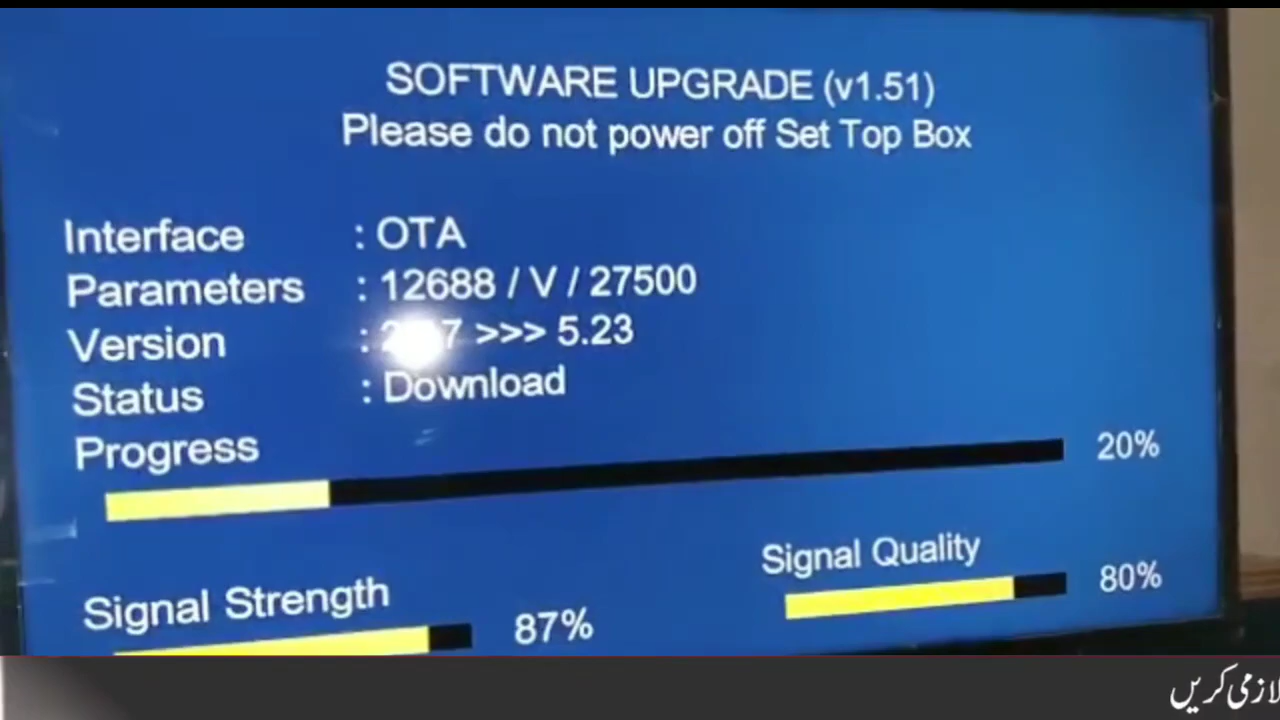 SOFTWARE UPGRADE (v1.51)
Please do not power off Set Top Box
Interface : OTA
Parameters : 12688 / V / 27500
Version : >>> 5.23
Status : Download
Progress
20%
Signal Quality
80%
Signal Strength
87%
لازمی کریں